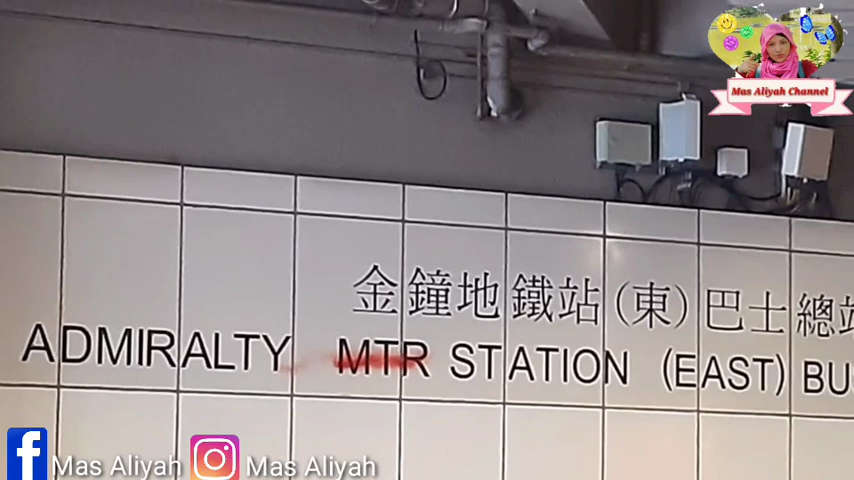 Mas Aliyah Channel
金鐘地鐵站(東)巴士總
ADMIRALTY MTR STATION (EAST) BU
Mas Aliyah Mas Aliyah